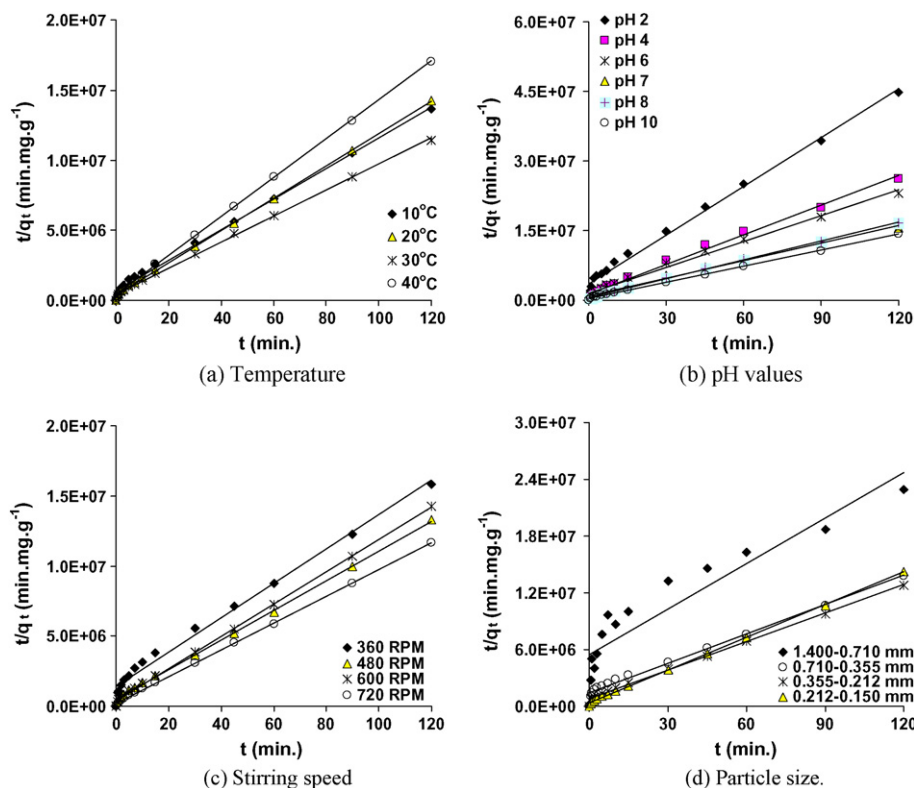 2.0E+07
1.5E+07
1.0E+07
5.0E+06
0.0E+00
t/qt (min.mg.g-1)
10°C
20°C
30°C
40°C
0 20 40 60 80 100 120
t (min.)
(a) Temperature
6.0E+07
4.5E+07
3.0E+07
1.5E+07
0.0E+00
t/qt (min.mg.g-1)
pH 2
pH 4
pH 6
pH 7
pH 8
pH 10
0 30 60 90 120
t (min.)
(b) pH values
2.0E+07
1.5E+07
1.0E+07
5.0E+06
0.0E+00
t/qt (min.mg.g-1)
360 RPM
480 RPM
600 RPM
720 RPM
0 20 40 60 80 100 120
t (min.)
(c) Stirring speed
3.0E+07
2.4E+07
1.8E+07
1.2E+07
6.0E+06
0.0E+00
t/qt (min.mg.g-1)
1.400-0.710 mm
0.710-0.355 mm
0.355-0.212 mm
0.212-0.150 mm
0 30 60 90 120
t (min.)
(d) Particle size.